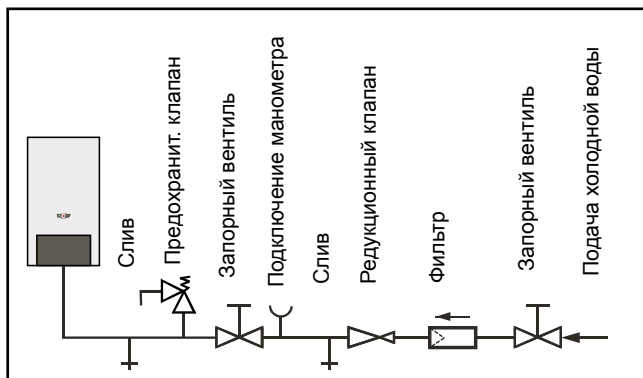 Слив
Предохранит. клапан
Запорный вентиль
Подключение манометра
Слив
Редукционный клапан
Фильтр
Запорный вентиль
Подача холодной воды